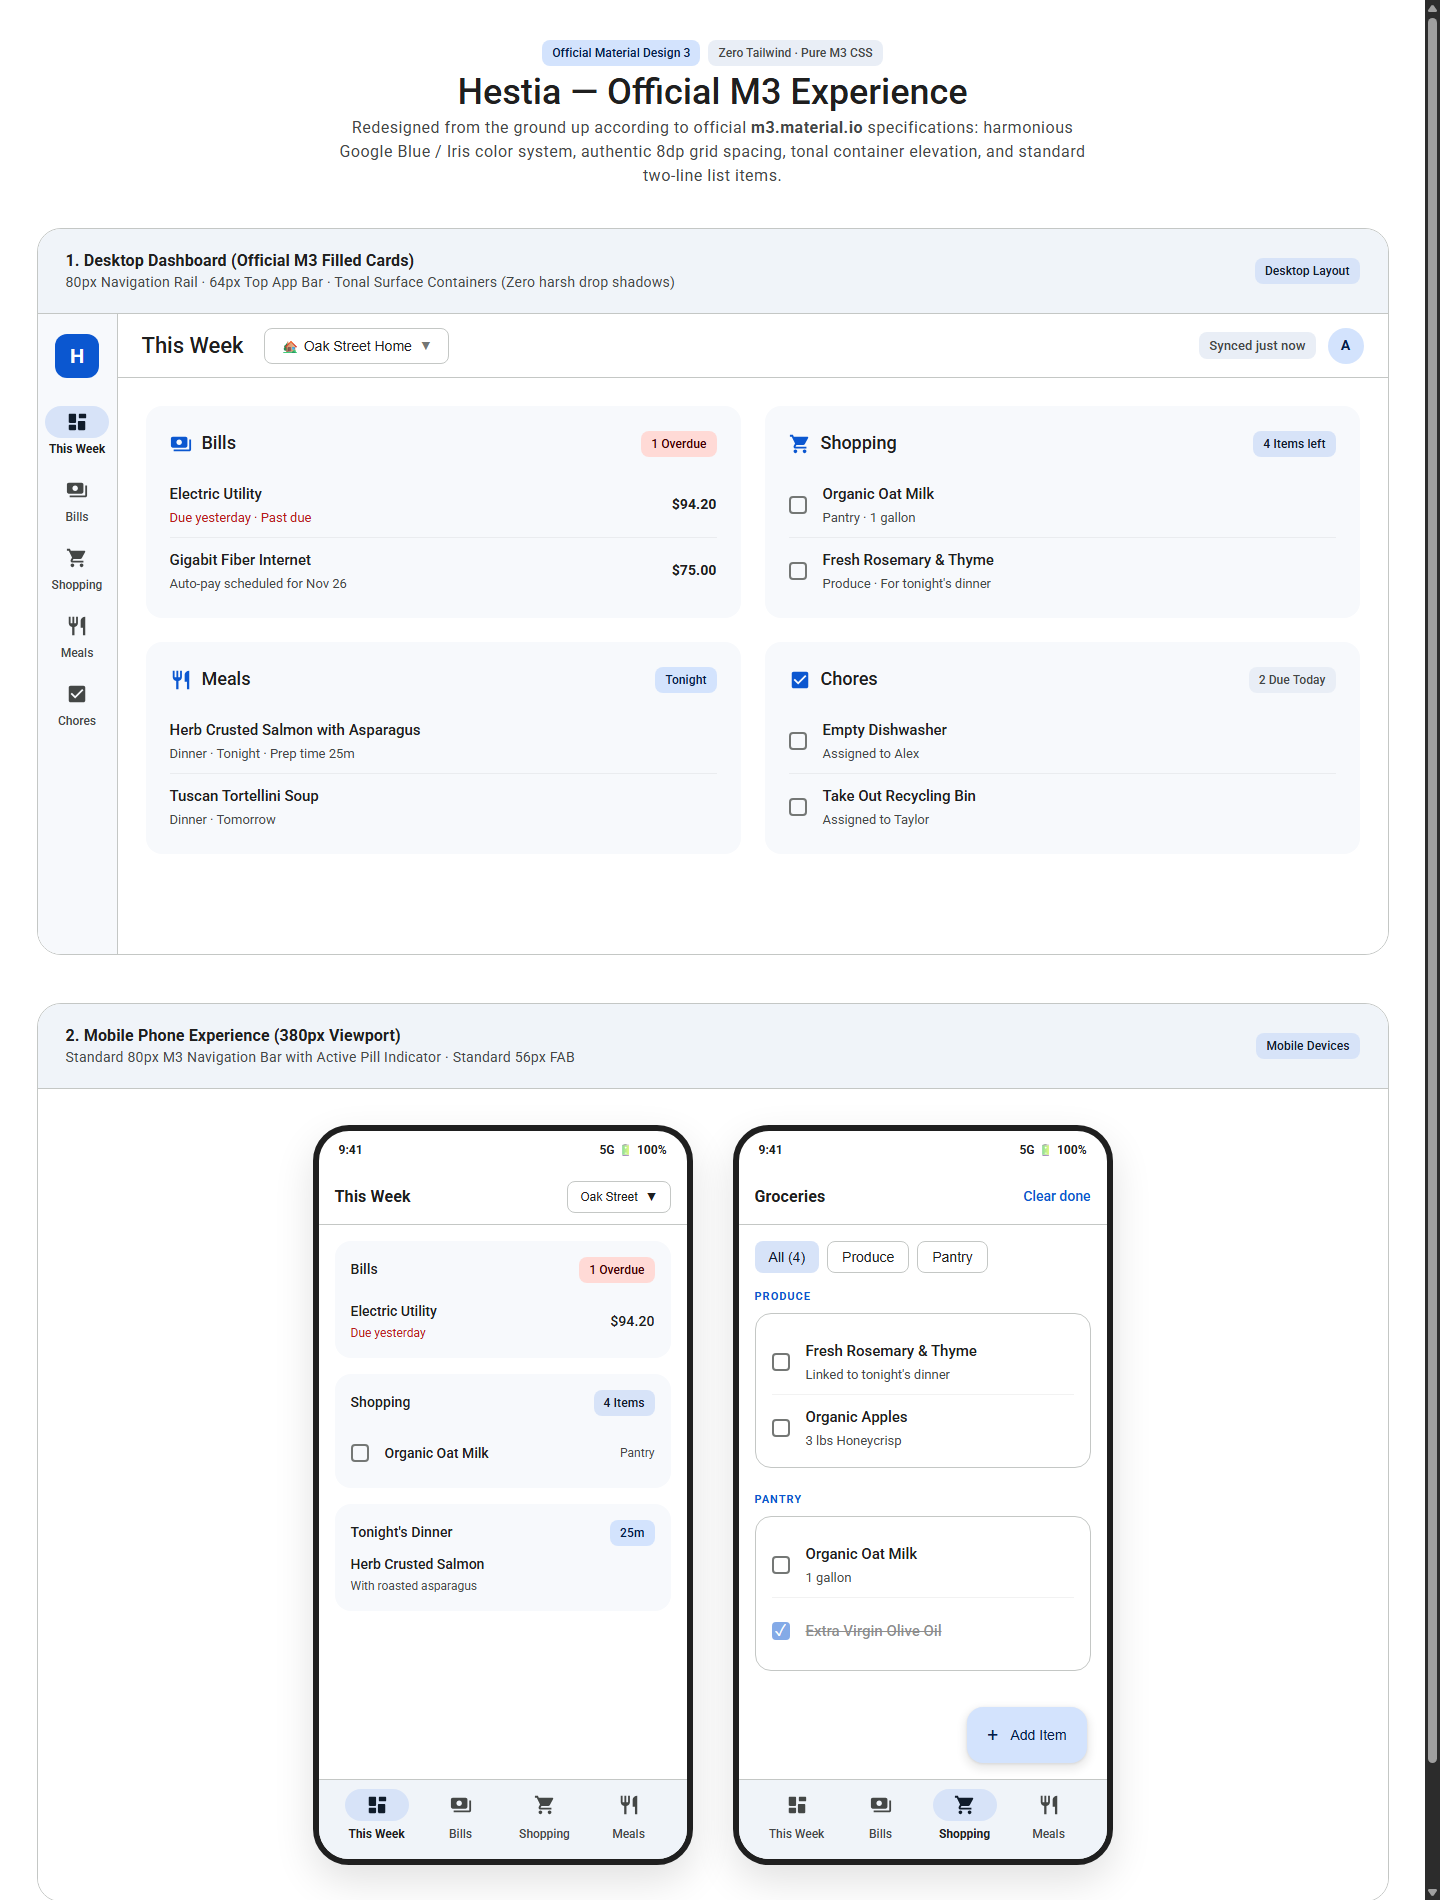 Official Material Design 3
Zero Tailwind · Pure M3 CSS
Hestia — Official M3 Experience
Redesigned from the ground up according to official m3.material.io specifications: harmonious
Google Blue / Iris color system, authentic 8dp grid spacing, tonal container elevation, and standard
two-line list items.
1. Desktop Dashboard (Official M3 Filled Cards)
80px Navigation Rail · 64px Top App Bar · Tonal Surface Containers (Zero harsh drop shadows)
Desktop Layout
H
This Week
Bills
Shopping
Meals
Chores
This Week
Oak Street Home ▼
Synced just now
A
Bills
1 Overdue
Electric Utility
Due yesterday · Past due
$94.20
Gigabit Fiber Internet
Auto-pay scheduled for Nov 26
$75.00
Shopping
4 Items left
Organic Oat Milk
Pantry · 1 gallon
Fresh Rosemary & Thyme
Produce · For tonight's dinner
Meals
Tonight
Herb Crusted Salmon with Asparagus
Dinner · Tonight · Prep time 25m
Tuscan Tortellini Soup
Dinner · Tomorrow
Chores
2 Due Today
Empty Dishwasher
Assigned to Alex
Take Out Recycling Bin
Assigned to Taylor
2. Mobile Phone Experience (380px Viewport)
Standard 80px M3 Navigation Bar with Active Pill Indicator · Standard 56px FAB
Mobile Devices
9:41
5G 🔋 100%
This Week
Oak Street ▼
Bills
1 Overdue
Electric Utility
Due yesterday
$94.20
Shopping
4 Items
Organic Oat Milk
Pantry
Tonight's Dinner
25m
Herb Crusted Salmon
With roasted asparagus
This Week
Bills
Shopping
Meals
9:41
5G 🔋 100%
Groceries
Clear done
All (4)
Produce
Pantry
PRODUCE
Fresh Rosemary & Thyme
Linked to tonight's dinner
Organic Apples
3 lbs Honeycrisp
PANTRY
Organic Oat Milk
1 gallon
Extra Virgin Olive Oil
+ Add Item
This Week
Bills
Shopping
Meals